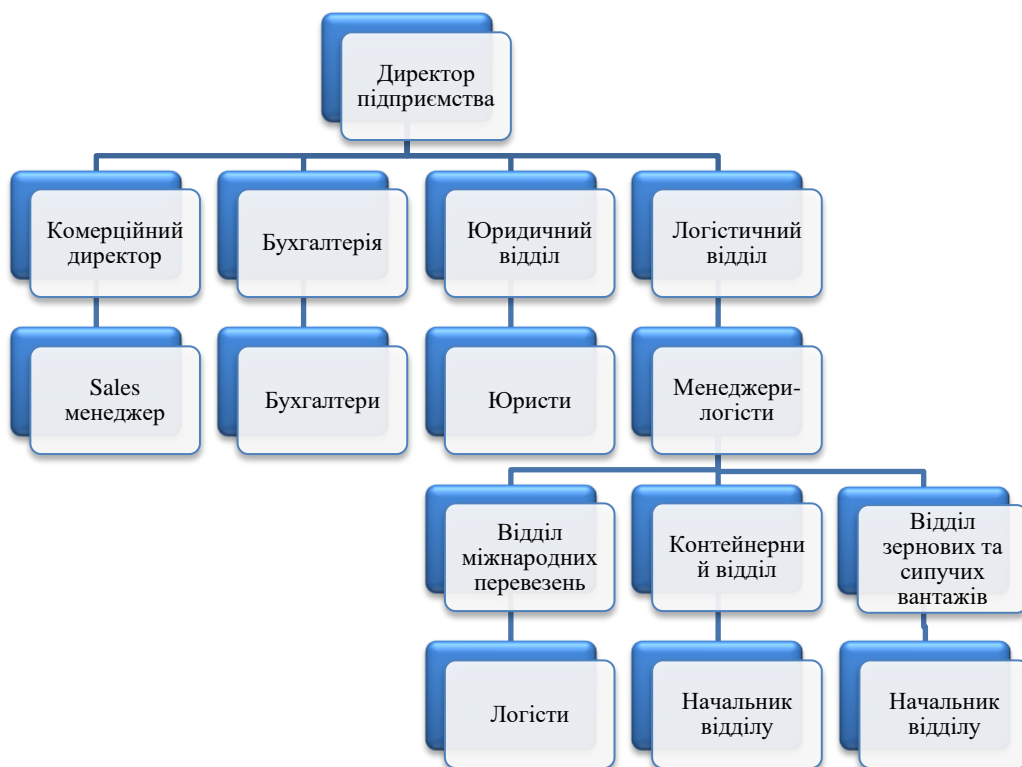 Директор
підприємства
Комерційний
директор
Бухгалтерія
Юридичний
відділ
Логістичний
відділ
Sales
менеджер
Бухгалтери
Юристи
Менеджери-
логісти
Відділ
міжнародних
перевезень
Контейнерни
й відділ
Відділ
зернових та
сипучих
вантажів
Логісти
Начальник
відділу
Начальник
відділу